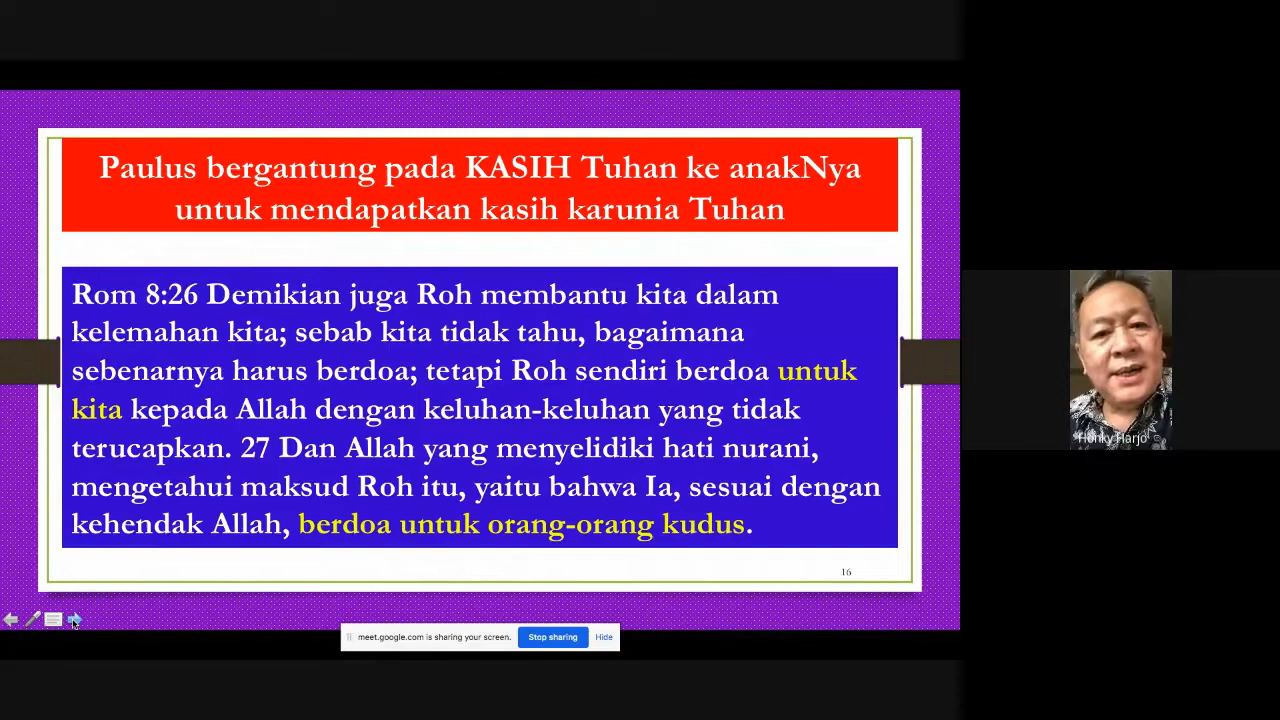 Paulus bergantung pada KASIH Tuhan ke anakNya
untuk mendapatkan kasih karunia Tuhan
Rom 8:26 Demikian juga Roh membantu kita dalam
kelemahan kita; sebab kita tidak tahu, bagaimana
sebenarnya harus berdoa; tetapi Roh sendiri berdoa untuk
kita kepada Allah dengan keluhan-keluhan yang tidak
terucapkan. 27 Dan Allah yang menyelidiki hati nurani,
mengetahui maksud Roh itu, yaitu bahwa Ia, sesuai dengan
kehendak Allah, berdoa untuk orang-orang kudus.
16
meet.google.com is sharing your screen. Stop sharing Hide
Honky Harjo